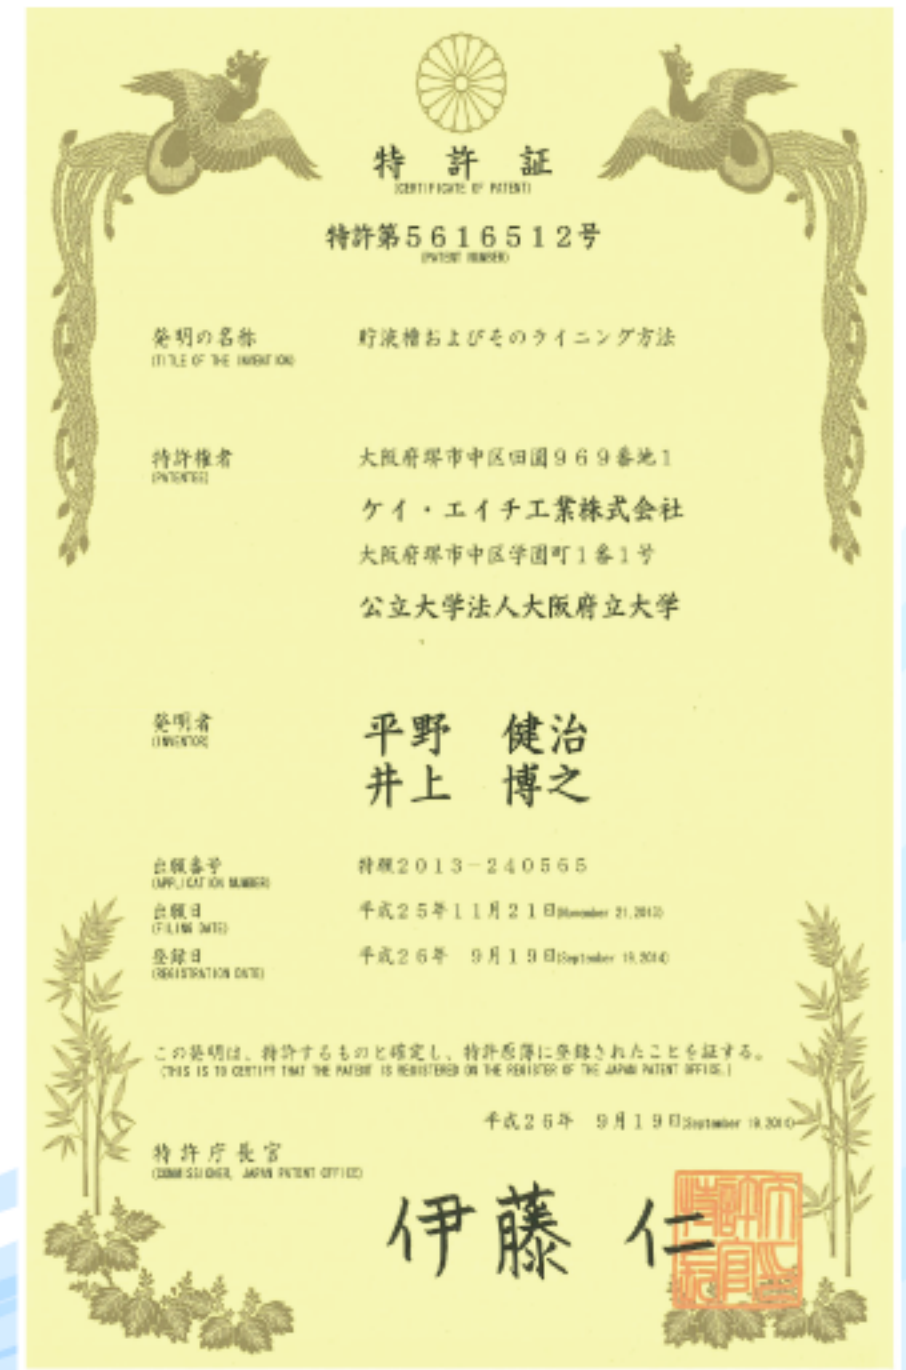 特許証
(CERTIFICATE OF PATENT)
特許第5616512号
(PATENT NUMBER)
発明の名称
(TITLE OF THE INVENTION)
貯液槽およびそのライニング方法
特許権者
(PATENTEE)
大阪府堺市中区田園969番地1
ケイ・エイチ工業株式会社
大阪府堺市中区学園町1番1号
公立大学法人大阪府立大学
発明者
(INVENTOR)
平野 健治
井上 博之
出願番号
(APPLICATION NUMBER)
特願2013-240565
出願日
(FILING DATE)
平成25年11月21日(November 21,2013)
登録日
(REGISTRATION DATE)
平成26年 9月19日(September 19,2014)
この発明は、特許するものと確定し、特許原簿に登録されたことを証する。
(THIS IS TO CERTIFY THAT THE PATENT IS REGISTERED ON THE REGISTER OF THE JAPAN PATENT OFFICE.)
平成26年 9月19日(September 19,2014)
特許庁長官
(COMMISSIONER, JAPAN PATENT OFFICE)
伊藤 仁